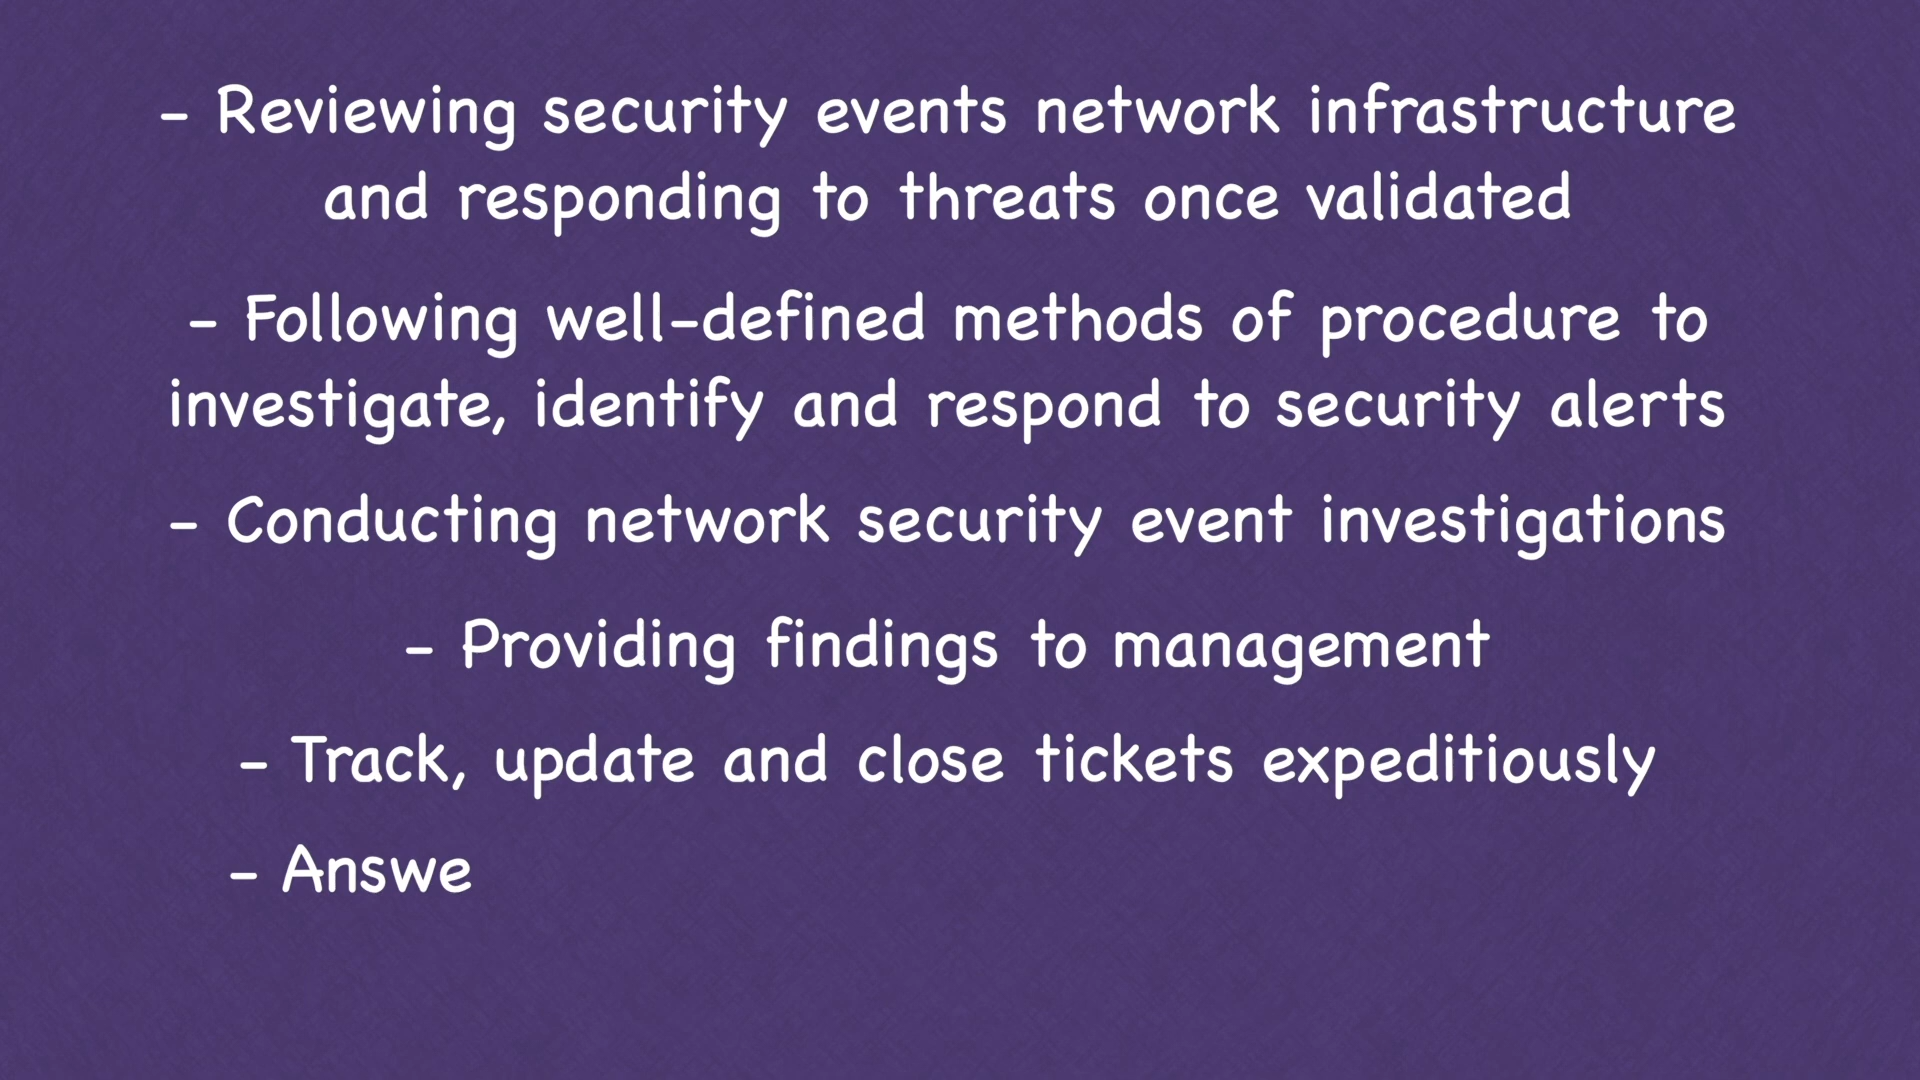 - Reviewing security events network infrastructure
and responding to threats once validated
- Following well-defined methods of procedure to
investigate, identify and respond to security alerts
- Conducting network security event investigations
- Providing findings to management
- Track, update and close tickets expeditiously
- Answe